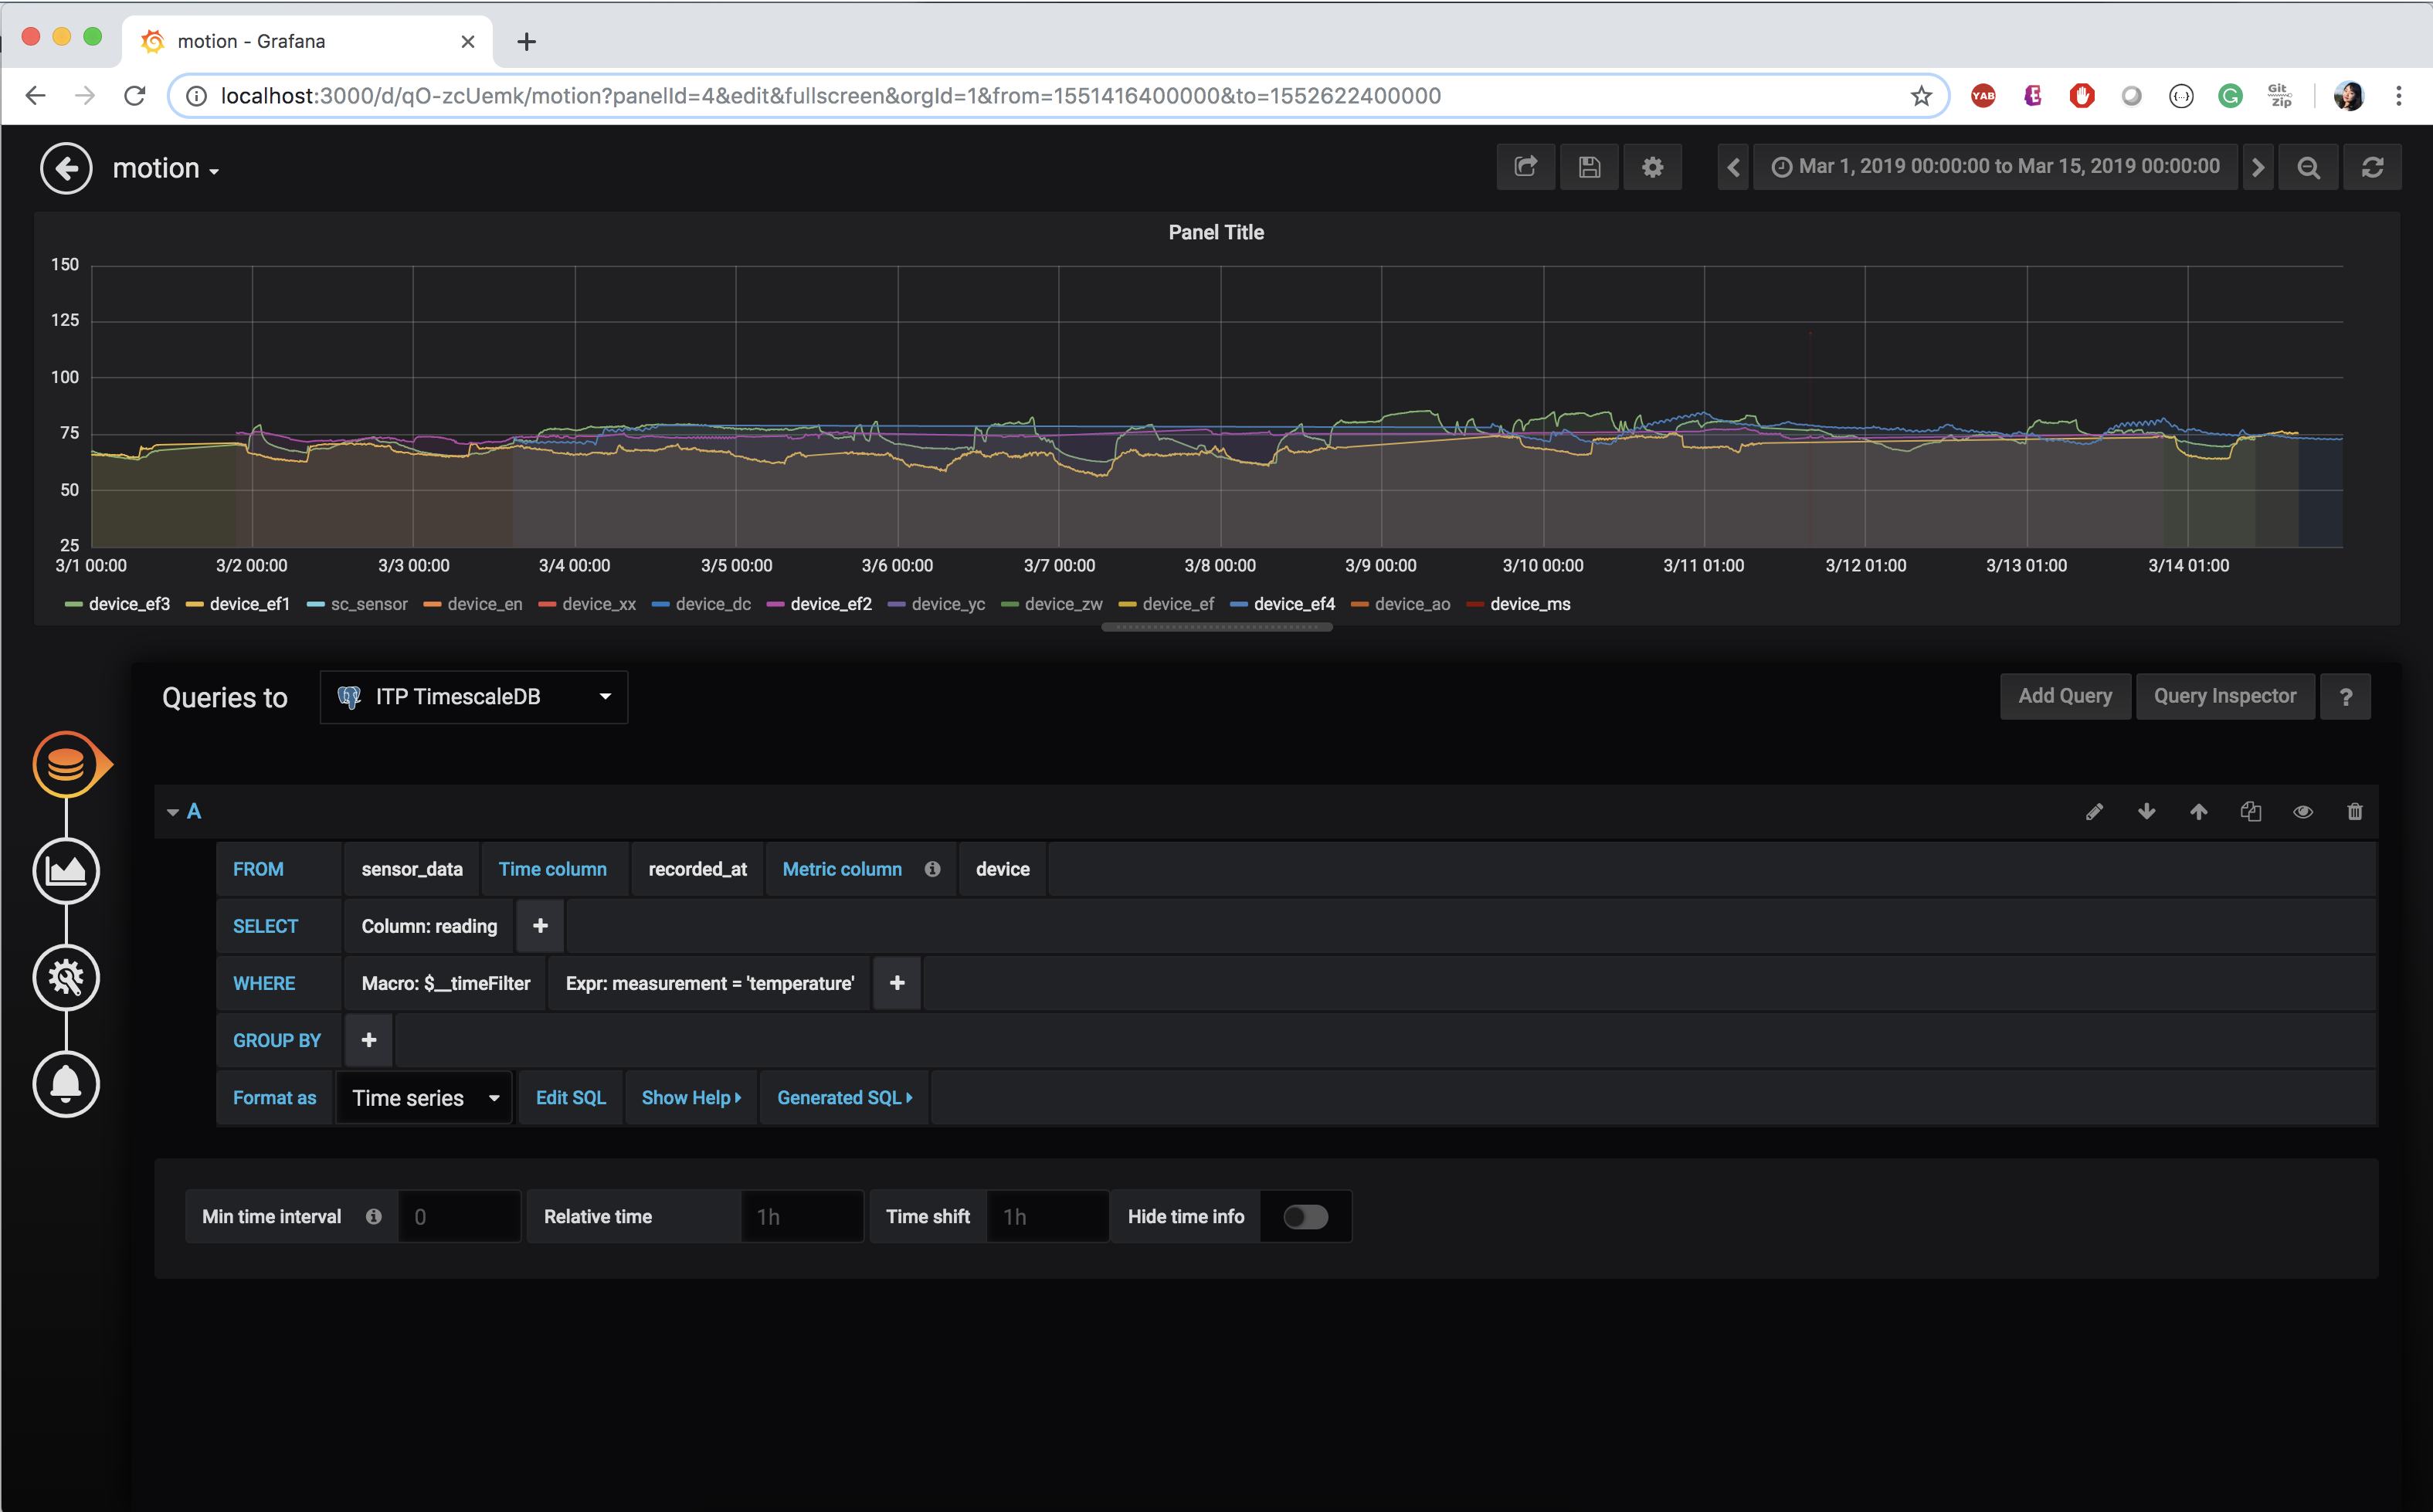 motion - Grafana
localhost:3000/d/qO-zcUemk/motion?panelId=4&edit&fullscreen&orgId=1&from=1551416400000&to=1552622400000
YAB
Git Zip
motion
Mar 1, 2019 00:00:00 to Mar 15, 2019 00:00:00
Panel Title
150
125
100
75
50
25
3/1 00:00 3/2 00:00 3/3 00:00 3/4 00:00 3/5 00:00 3/6 00:00 3/7 00:00 3/8 00:00 3/9 00:00 3/10 00:00 3/11 01:00 3/12 01:00 3/13 01:00 3/14 01:00
device_ef3 device_ef1 sc_sensor device_en device_xx device_dc device_ef2 device_yc device_zw device_ef device_ef4 device_ao device_ms
Queries to ITP TimescaleDB Add Query Query Inspector ?
A
FROM sensor_data Time column recorded_at Metric column device
SELECT Column: reading +
WHERE Macro: $__timeFilter Expr: measurement = 'temperature' +
GROUP BY +
Format as Time series Edit SQL Show Help Generated SQL
Min time interval 0 Relative time 1h Time shift 1h Hide time info